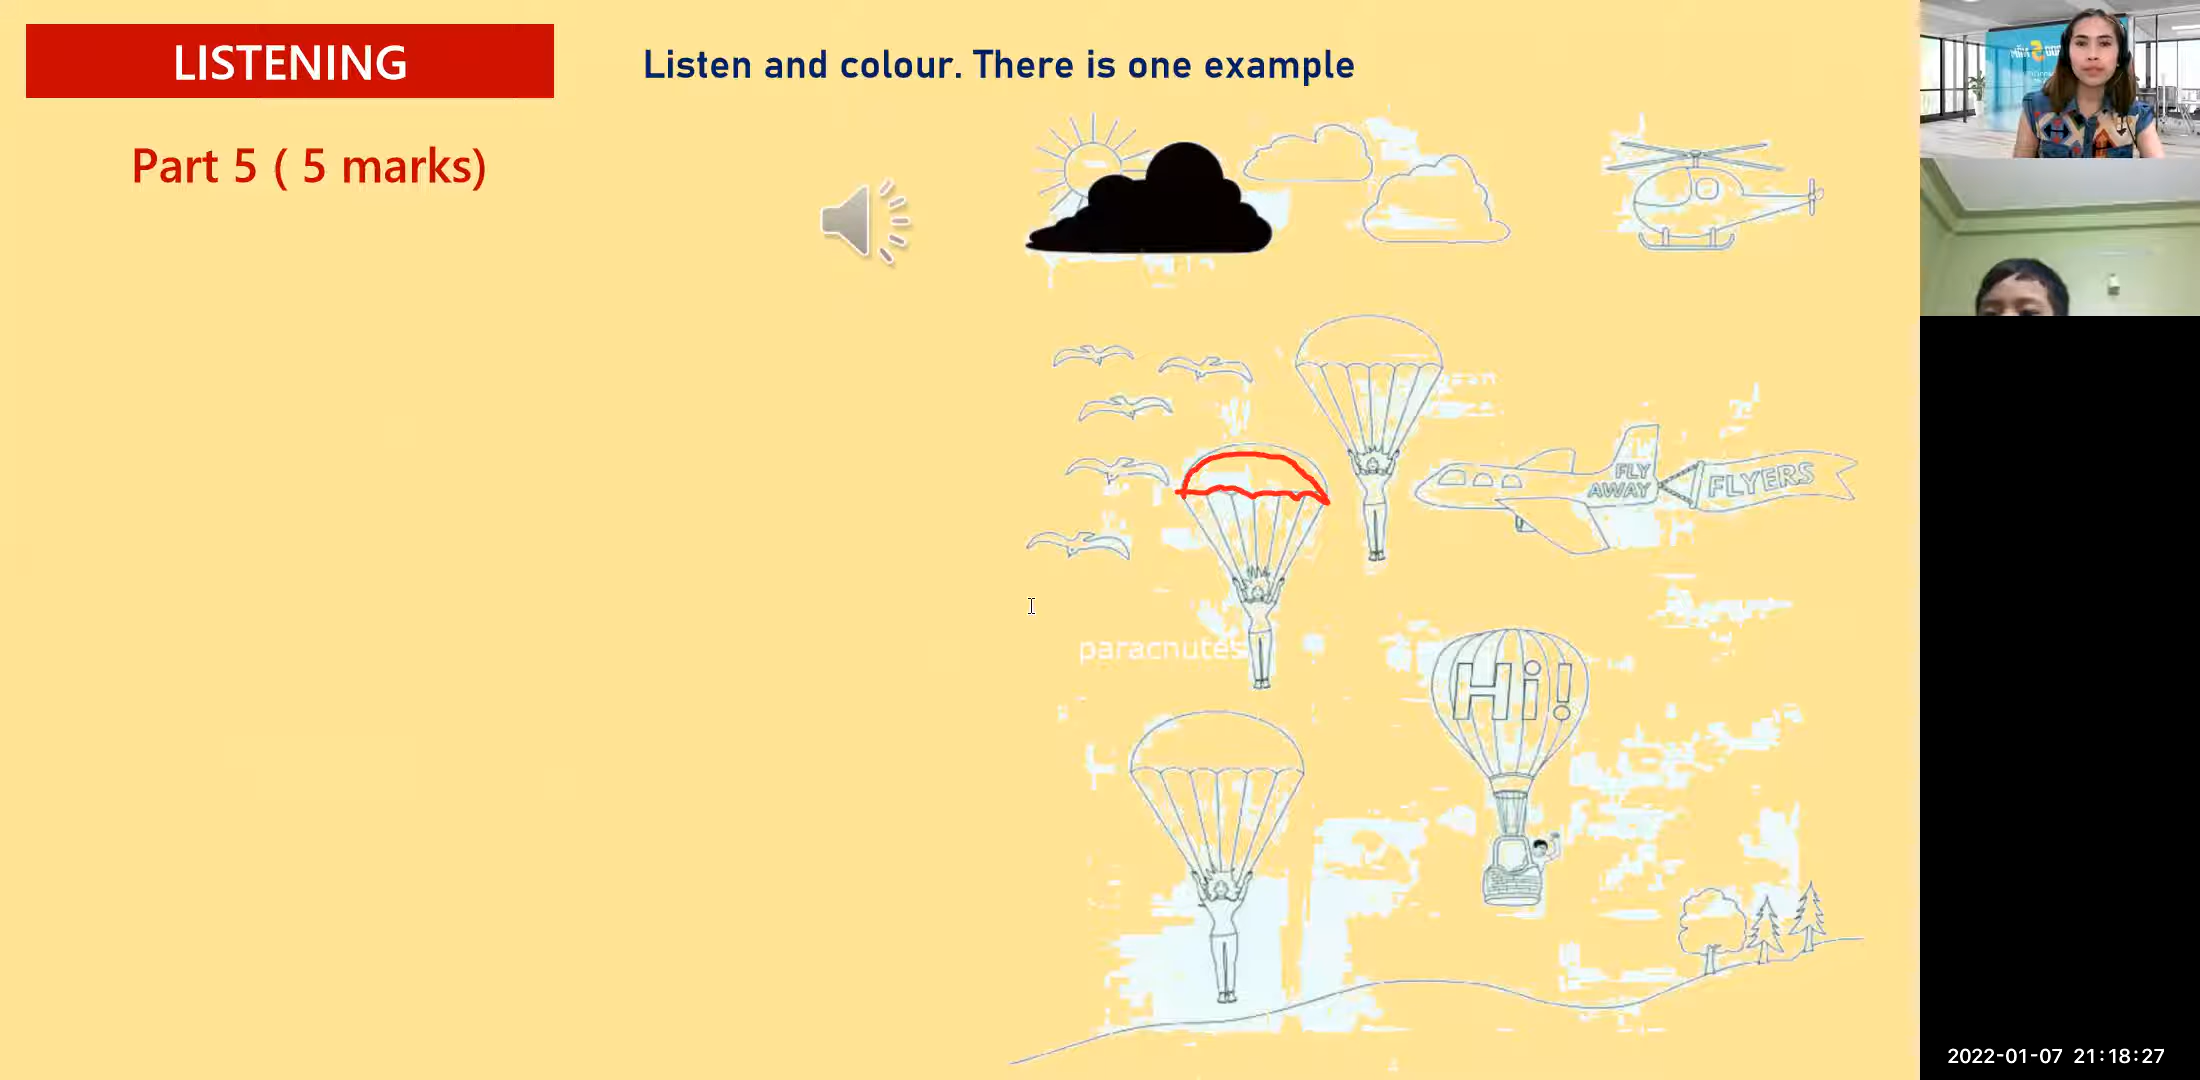 LISTENING
Listen and colour. There is one example
Part 5 ( 5 marks)
FLY
AWAY
FLYERS
paracnutes
Hi!
2022-01-07 21:18:27